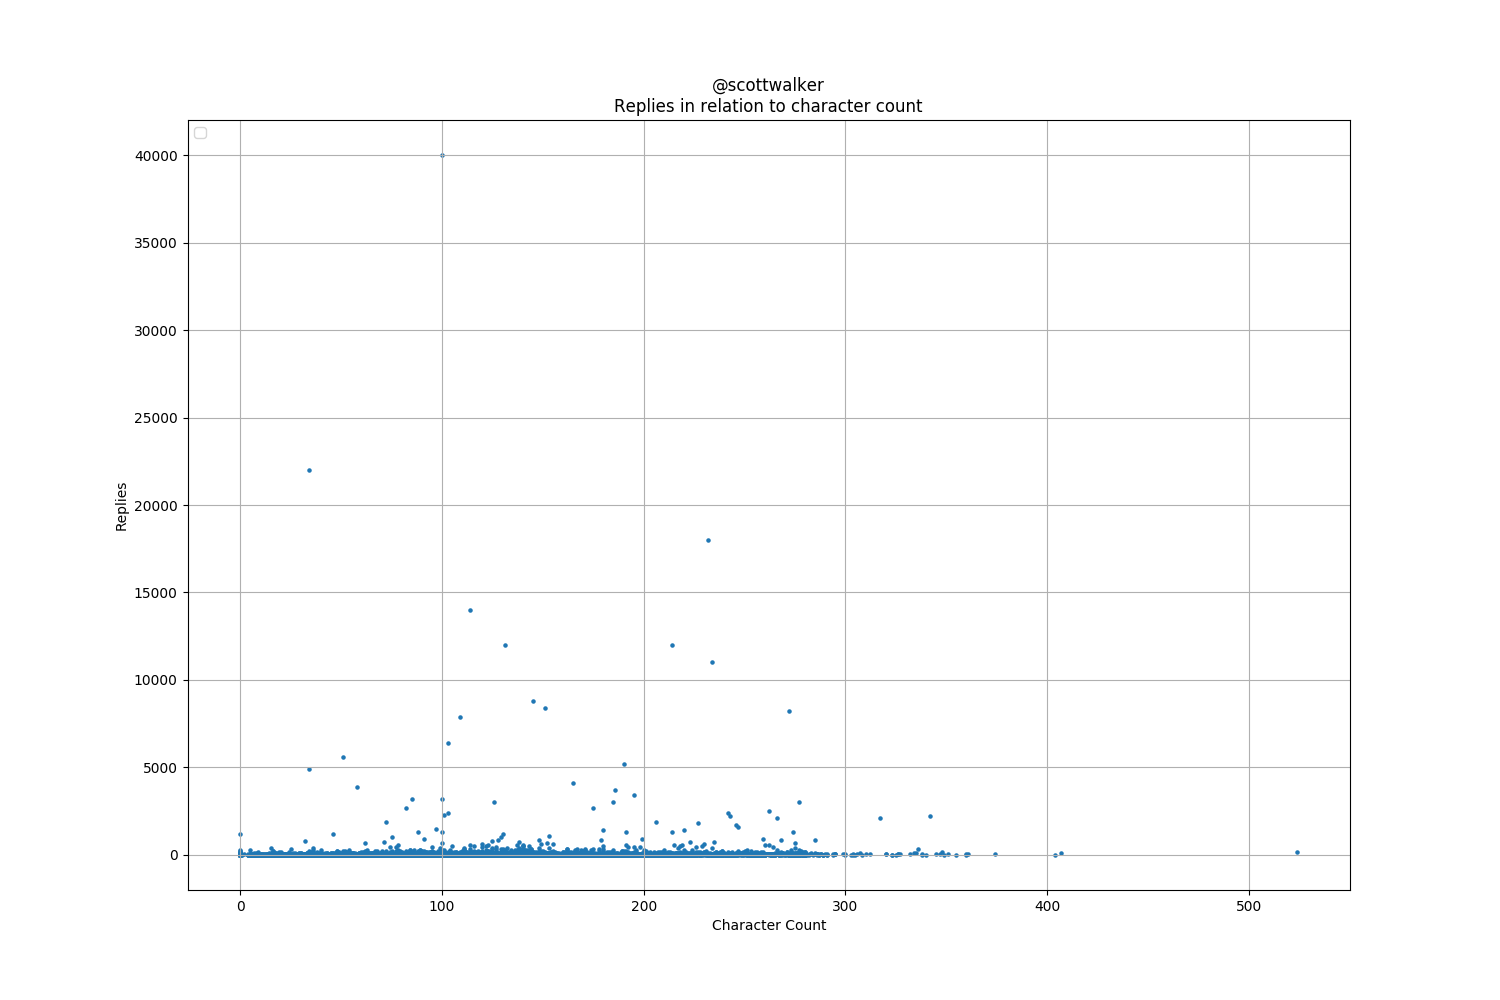 @scottwalker
Replies in relation to character count
40000
35000
30000
25000
20000
15000
10000
5000
0
Replies
0 100 200 300 400 500
Character Count